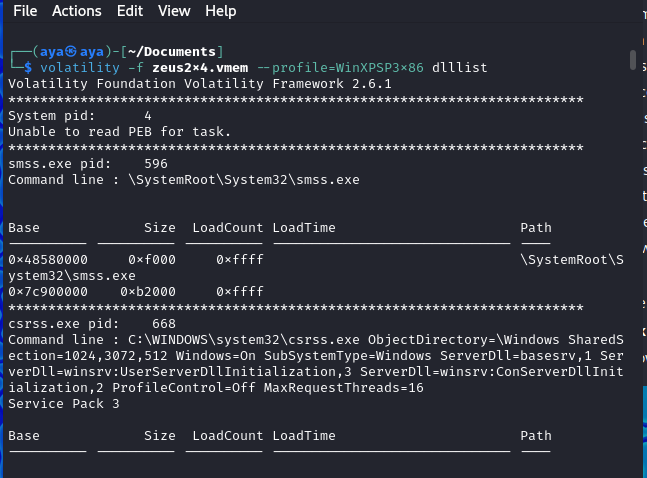 File Actions Edit View Help
┌──(aya㉿aya)-[~/Documents]
└─$ volatility -f zeus2×4.vmem --profile=WinXPSP3×86 dlllist
Volatility Foundation Volatility Framework 2.6.1
************************************************************************
System pid:      4
Unable to read PEB for task.
************************************************************************
smss.exe pid:    596
Command line : \SystemRoot\System32\smss.exe
Base             Size  LoadCount LoadTime                       Path
---------- ---------- ---------- ------------------------------ ----
0×48580000     0×f000     0×ffff                                \SystemRoot\S
ystem32\smss.exe
0×7c900000    0×b2000     0×ffff
************************************************************************
csrss.exe pid:    668
Command line : C:\WINDOWS\system32\csrss.exe ObjectDirectory=\Windows SharedS
ection=1024,3072,512 Windows=On SubSystemType=Windows ServerDll=basesrv,1 Ser
verDll=winsrv:UserServerDllInitialization,3 ServerDll=winsrv:ConServerDllInit
ialization,2 ProfileControl=Off MaxRequestThreads=16
Service Pack 3
Base             Size  LoadCount LoadTime                       Path
---------- ---------- ---------- ------------------------------ ----